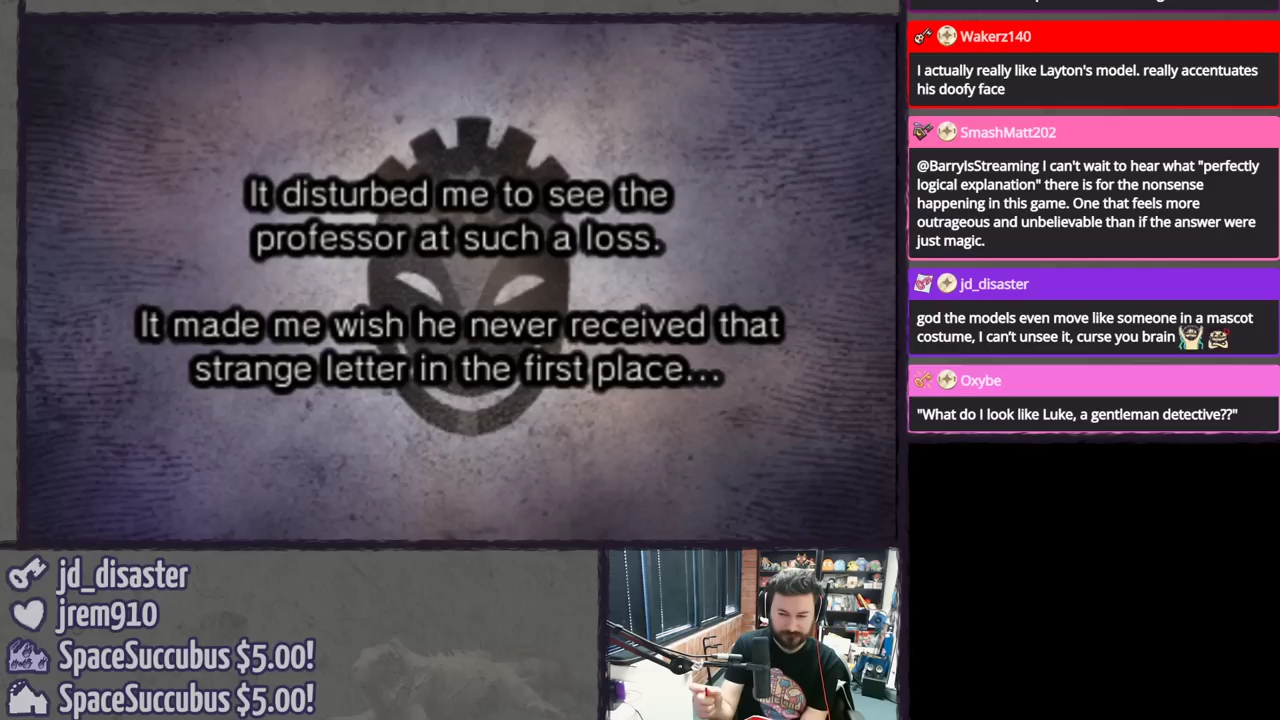 It disturbed me to see the
professor at such a loss.
It made me wish he never received that
strange letter in the first place...
Wakerz140
I actually really like Layton's model. really accentuates
his doofy face
SmashMatt202
@BarryIsStreaming I can't wait to hear what "perfectly
logical explanation" there is for the nonsense
happening in this game. One that feels more
outrageous and unbelievable than if the answer were
just magic.
jd_disaster
god the models even move like someone in a mascot
costume, I can't unsee it, curse you brain
Oxybe
"What do I look like Luke, a gentleman detective??"
jd_disaster
jrem910
SpaceSuccubus $5.00!
SpaceSuccubus $5.00!